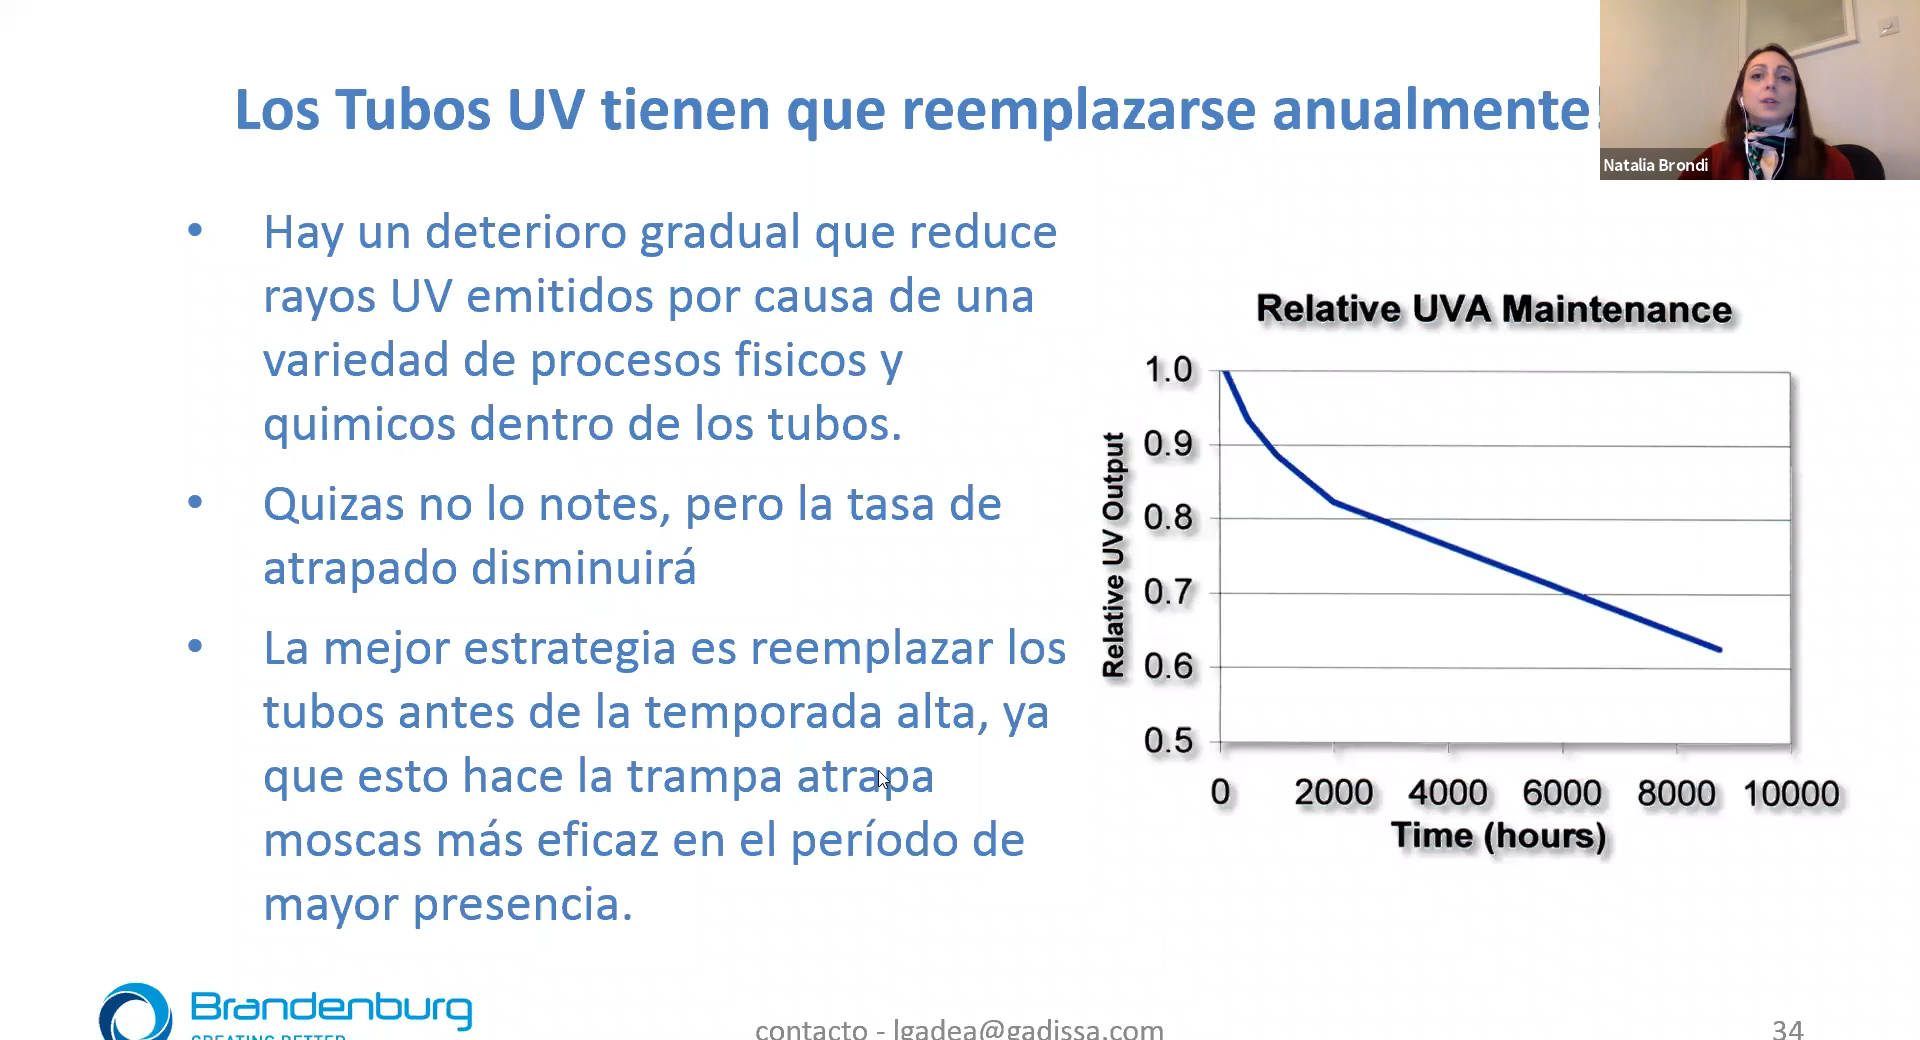 Los Tubos UV tienen que reemplazarse anualmente!
Natalia Brondi
• Hay un deterioro gradual que reduce
rayos UV emitidos por causa de una
variedad de procesos fisicos y
quimicos dentro de los tubos.
• Quizas no lo notes, pero la tasa de
atrapado disminuirá
• La mejor estrategia es reemplazar los
tubos antes de la temporada alta, ya
que esto hace la trampa atrapa
moscas más eficaz en el período de
mayor presencia.
Relative UVA Maintenance
Relative UV Output
1.0
0.9
0.8
0.7
0.6
0.5
0 2000 4000 6000 8000 10000
Time (hours)
Brandenburg
CREATING BETTER
contacto - lgadea@gadissa.com
34